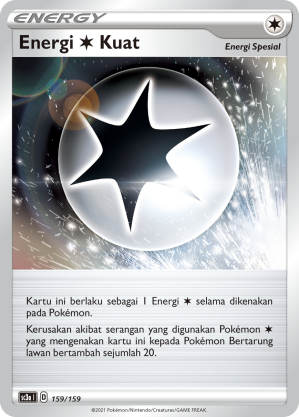 ENERGY
Energi ✶ Kuat
Energi Spesial
Kartu ini berlaku sebagai 1 Energi ✶ selama dikenakan
pada Pokémon.
Kerusakan akibat serangan yang digunakan Pokémon ✶
yang mengenakan kartu ini kepada Pokémon Bertarung
lawan bertambah sejumlah 20.
sc3a I D 159/159
©2021 Pokémon/Nintendo/Creatures/GAME FREAK.